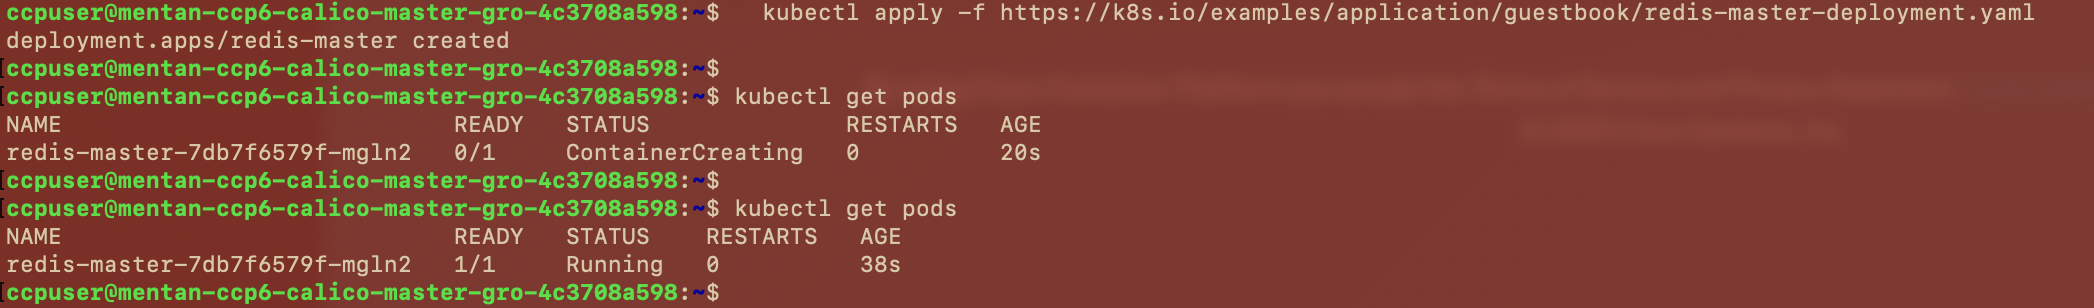 ccpuser@mentan-ccp6-calico-master-gro-4c3708a598:~$   kubectl apply -f https://k8s.io/examples/application/guestbook/redis-master-deployment.yaml
deployment.apps/redis-master created
[ccpuser@mentan-ccp6-calico-master-gro-4c3708a598:~$
[ccpuser@mentan-ccp6-calico-master-gro-4c3708a598:~$ kubectl get pods
NAME                            READY   STATUS              RESTARTS   AGE
redis-master-7db7f6579f-mgln2   0/1     ContainerCreating   0          20s
[ccpuser@mentan-ccp6-calico-master-gro-4c3708a598:~$
[ccpuser@mentan-ccp6-calico-master-gro-4c3708a598:~$ kubectl get pods
NAME                            READY   STATUS    RESTARTS   AGE
redis-master-7db7f6579f-mgln2   1/1     Running   0          38s
[ccpuser@mentan-ccp6-calico-master-gro-4c3708a598:~$